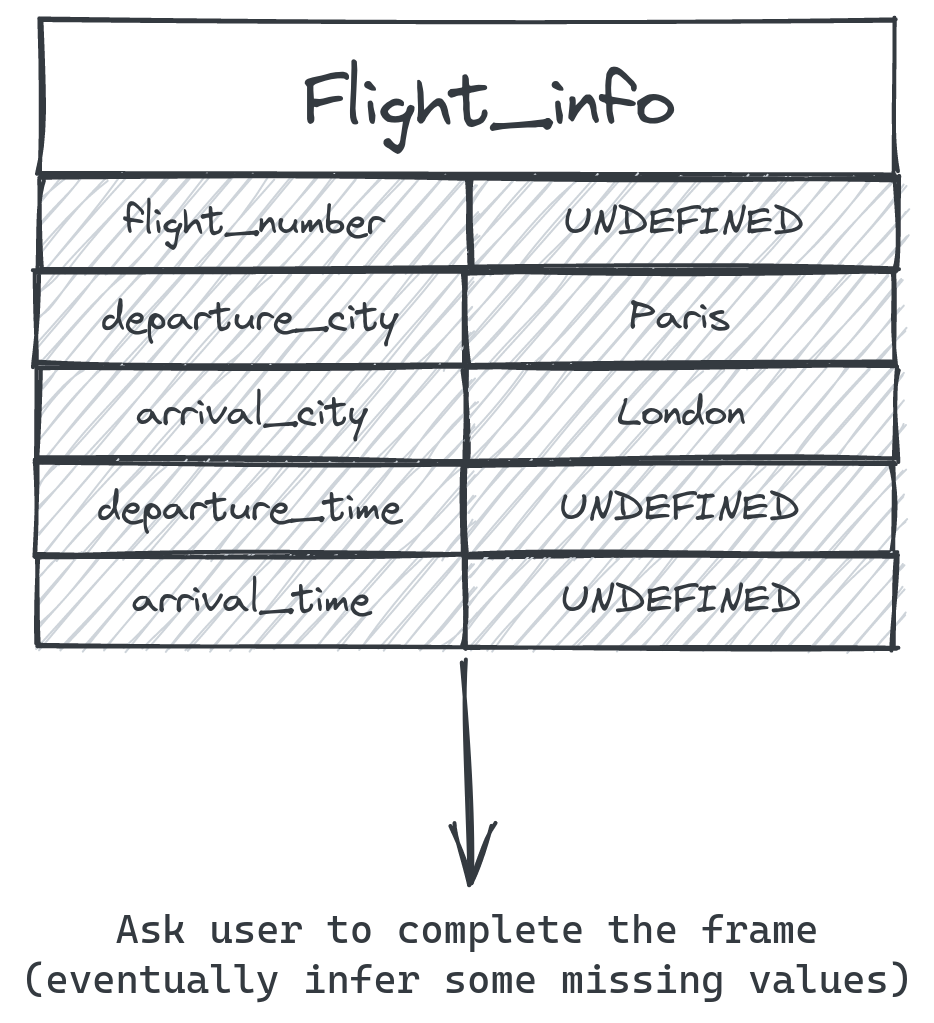 Flight_info
flight_number UNDEFINED
departure_city Paris
arrival_city London
departure_time UNDEFINED
arrival_time UNDEFINED
Ask user to complete the frame
(eventually infer some missing values)